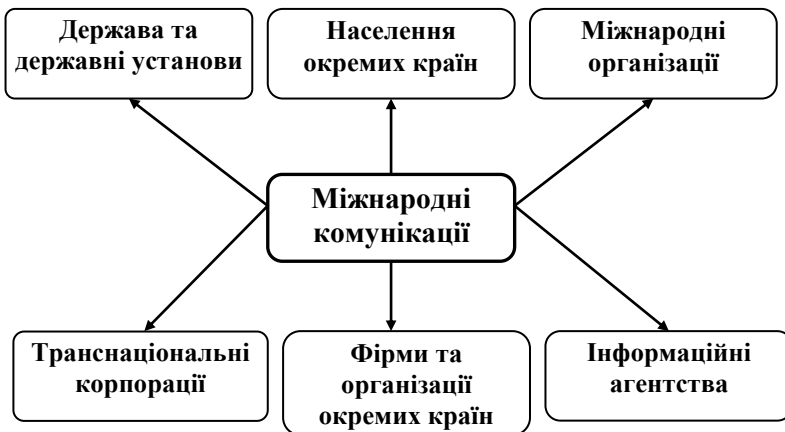 Держава та
державні установи
Населення
окремих країн
Міжнародні
організації
Міжнародні
комунікації
Транснаціональні
корпорації
Фірми та
організації
окремих країн
Інформаційні
агентства